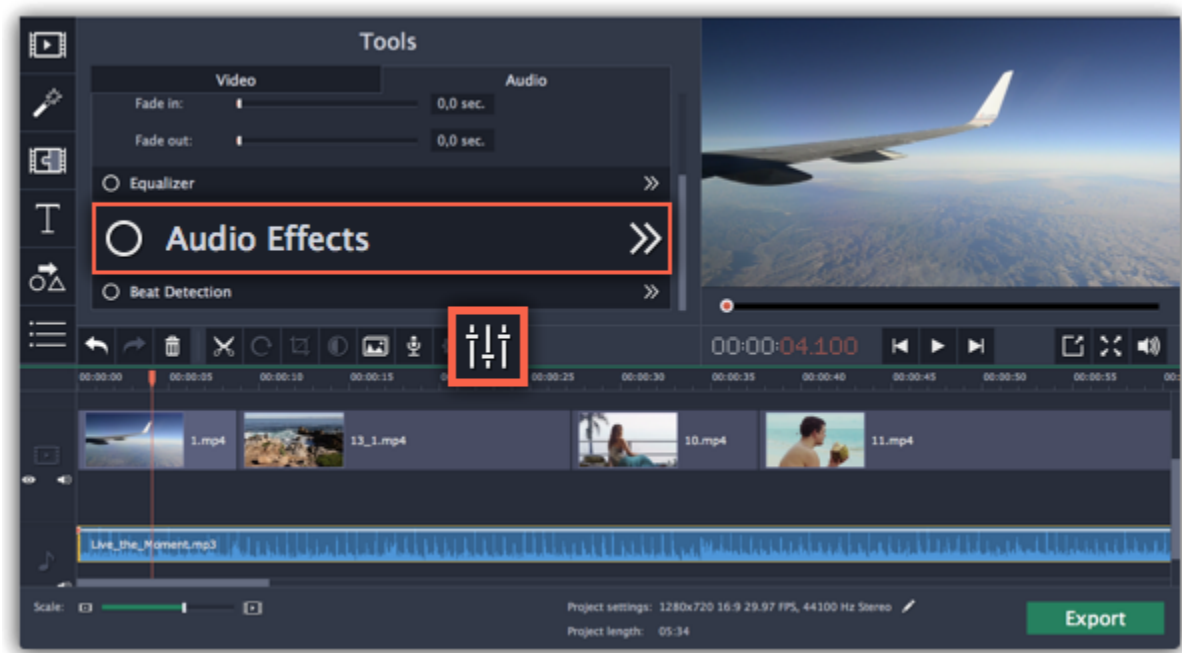 Tools
Video Audio
Fade in: 0,0 sec.
Fade out: 0,0 sec.
Equalizer
Audio Effects
Beat Detection
T
00:00:04.100
00:00:00 00:00:05 00:00:10 00:00:15 00:00:25 00:00:30 00:00:35 00:00:40 00:00:45 00:00:50 00:00:55
1.mp4 13_1.mp4 10.mp4 11.mp4
Live_the_Moment.mp3
Scale:
Project settings: 1280x720 16:9 29.97 FPS, 44100 Hz Stereo
Project length: 05:34
Export